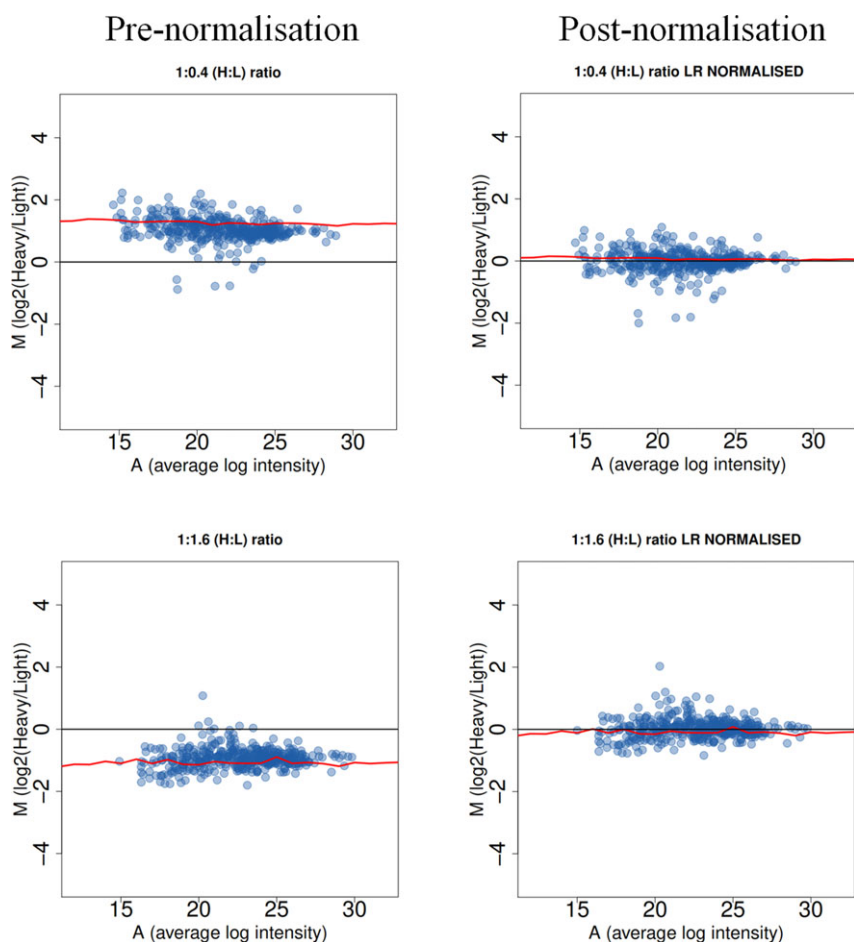 Pre-normalisation
Post-normalisation
1:0.4 (H:L) ratio
M (log2(Heavy/Light))
4
2
0
−2
−4
15 20 25 30
A (average log intensity)
1:0.4 (H:L) ratio LR NORMALISED
M (log2(Heavy/Light))
4
2
0
−2
−4
15 20 25 30
A (average log intensity)
1:1.6 (H:L) ratio
M (log2(Heavy/Light))
4
2
0
−2
−4
15 20 25 30
A (average log intensity)
1:1.6 (H:L) ratio LR NORMALISED
M (log2(Heavy/Light))
4
2
0
−2
−4
15 20 25 30
A (average log intensity)